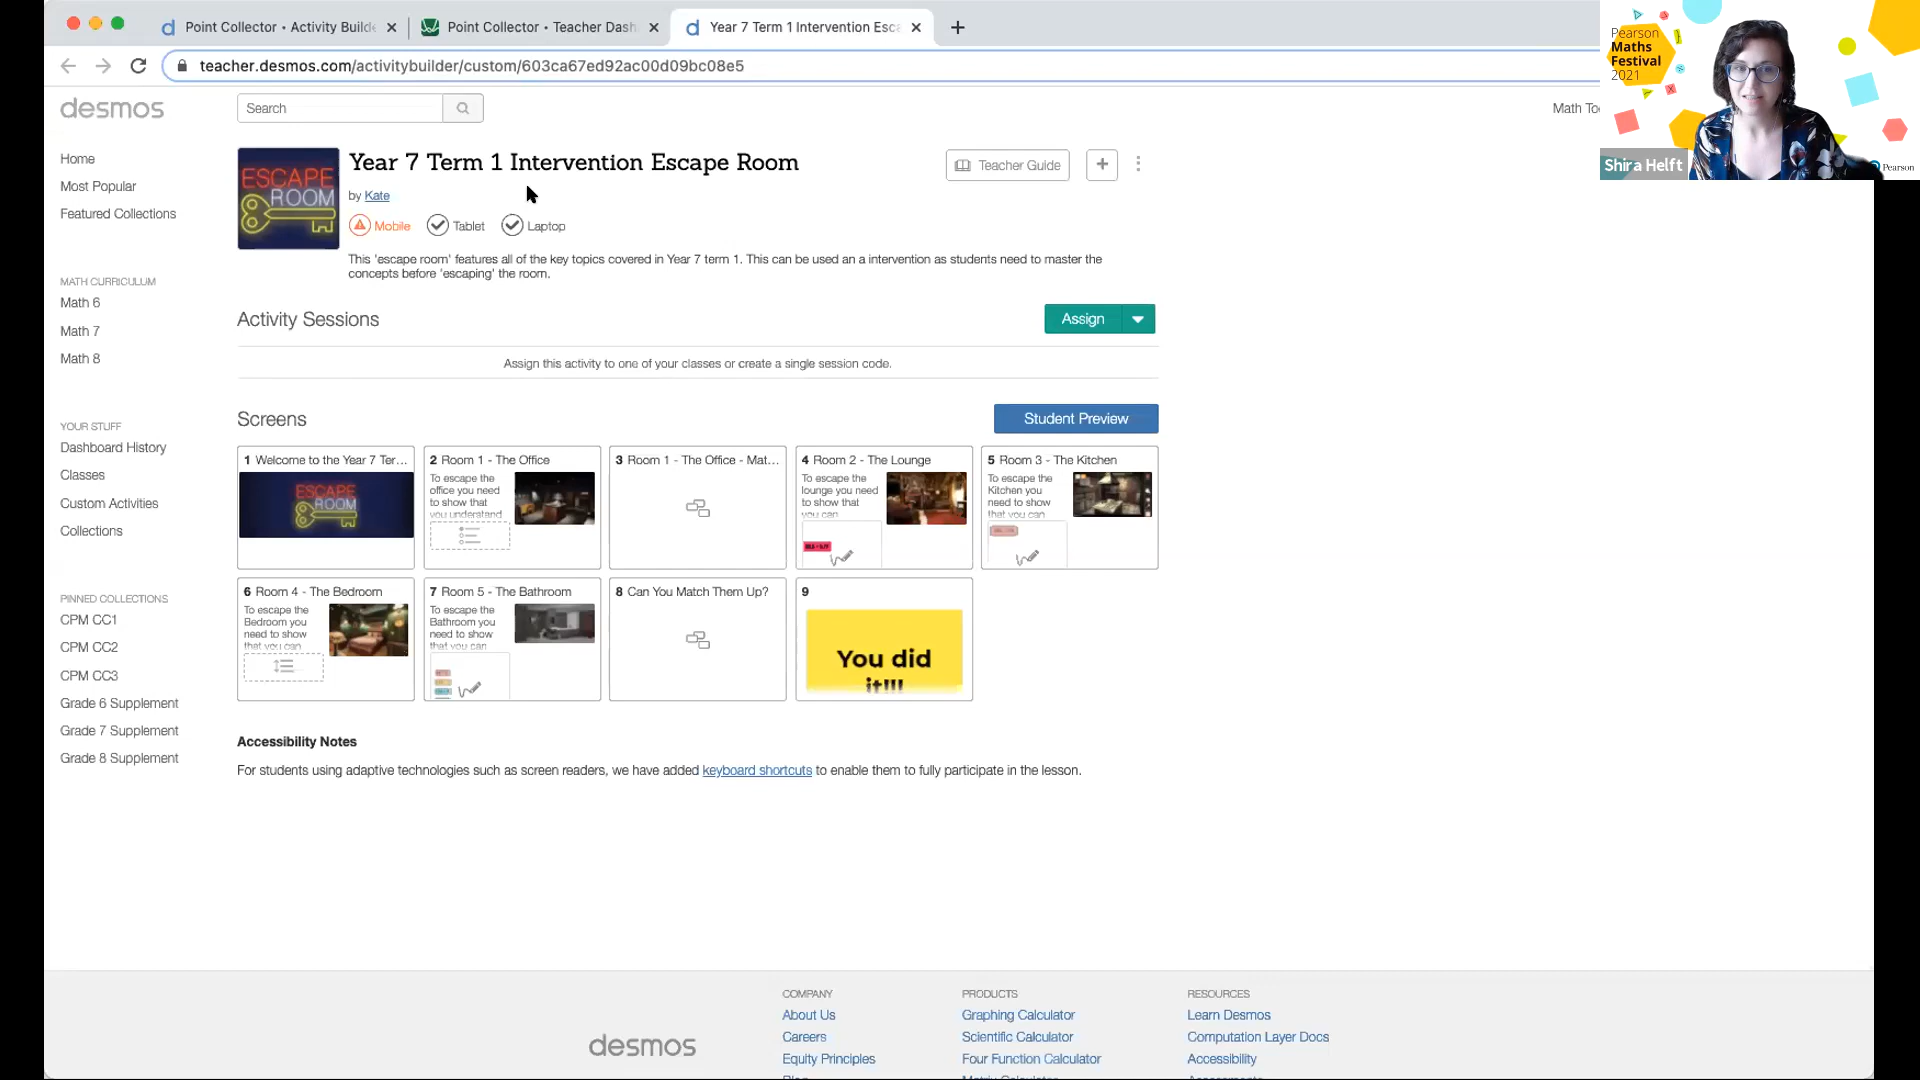 Point Collector • Activity Builde
Point Collector • Teacher Dash
Year 7 Term 1 Intervention Esca
teacher.desmos.com/activitybuilder/custom/603ca67ed92ac00d09bc08e5
Pearson
Maths
Festival
2021
Shira Helft
Pearson
desmos
Search
Math Too
Home
Most Popular
Featured Collections
MATH CURRICULUM
Math 6
Math 7
Math 8
YOUR STUFF
Dashboard History
Classes
Custom Activities
Collections
PINNED COLLECTIONS
CPM CC1
CPM CC2
CPM CC3
Grade 6 Supplement
Grade 7 Supplement
Grade 8 Supplement
ESCAPE
ROOM
Year 7 Term 1 Intervention Escape Room
by Kate
Mobile
Tablet
Laptop
Teacher Guide
This 'escape room' features all of the key topics covered in Year 7 term 1. This can be used an a intervention as students need to master the
concepts before 'escaping' the room.
Activity Sessions
Assign
Assign this activity to one of your classes or create a single session code.
Screens
Student Preview
1 Welcome to the Year 7 Ter...
ESCAPE
ROOM
2 Room 1 - The Office
To escape the
office you need
to show that
you understand
3 Room 1 - The Office - Mat...
4 Room 2 - The Lounge
To escape the
lounge you need
to show that
you can
5 Room 3 - The Kitchen
To escape the
Kitchen you
need to show
that you can
6 Room 4 - The Bedroom
To escape the
Bedroom you
need to show
that you can
7 Room 5 - The Bathroom
To escape the
Bathroom you
need to show
that you can
8 Can You Match Them Up?
9
You did
it!!!
Accessibility Notes
For students using adaptive technologies such as screen readers, we have added keyboard shortcuts to enable them to fully participate in the lesson.
desmos
COMPANY
About Us
Careers
Equity Principles
Blog
PRODUCTS
Graphing Calculator
Scientific Calculator
Four Function Calculator
Matrix Calculator
RESOURCES
Learn Desmos
Computation Layer Docs
Accessibility